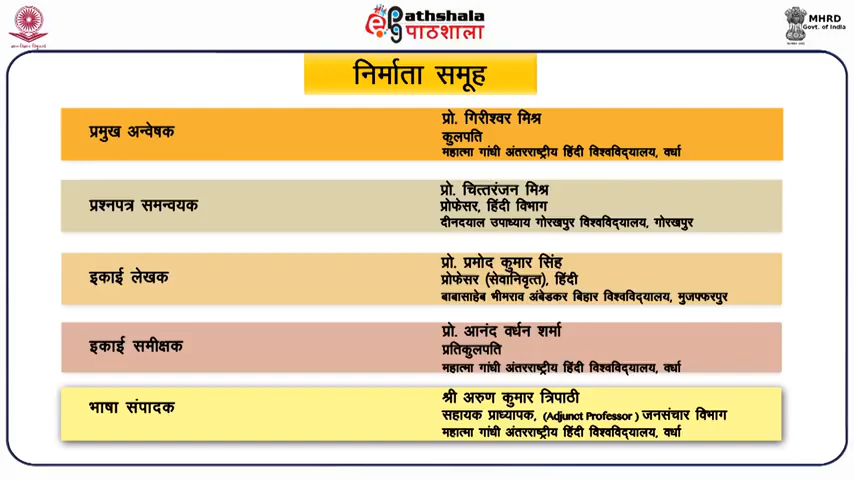 ePathshala
पाठशाला
MHRD
Govt. of India
निर्माता समूह
प्रमुख अन्वेषक
प्रो. गिरीश्वर मिश्र
कुलपति
महात्मा गांधी अंतरराष्ट्रीय हिंदी विश्वविद्यालय, वर्धा
प्रश्नपत्र समन्वयक
प्रो. चित्तरंजन मिश्र
प्रोफेसर, हिंदी विभाग
दीनदयाल उपाध्याय गोरखपुर विश्वविद्यालय, गोरखपुर
इकाई लेखक
प्रो. प्रमोद कुमार सिंह
प्रोफेसर (सेवानिवृत्त), हिंदी
बाबासाहेब भीमराव अंबेडकर बिहार विश्वविद्यालय, मुजफ्फरपुर
इकाई समीक्षक
प्रो. आनंद वर्धन शर्मा
प्रतिकुलपति
महात्मा गांधी अंतरराष्ट्रीय हिंदी विश्वविद्यालय, वर्धा
भाषा संपादक
श्री अरुण कुमार त्रिपाठी
सहायक प्राध्यापक, (Adjunct Professor ) जनसंचार विभाग
महात्मा गांधी अंतरराष्ट्रीय हिंदी विश्वविद्यालय, वर्धा